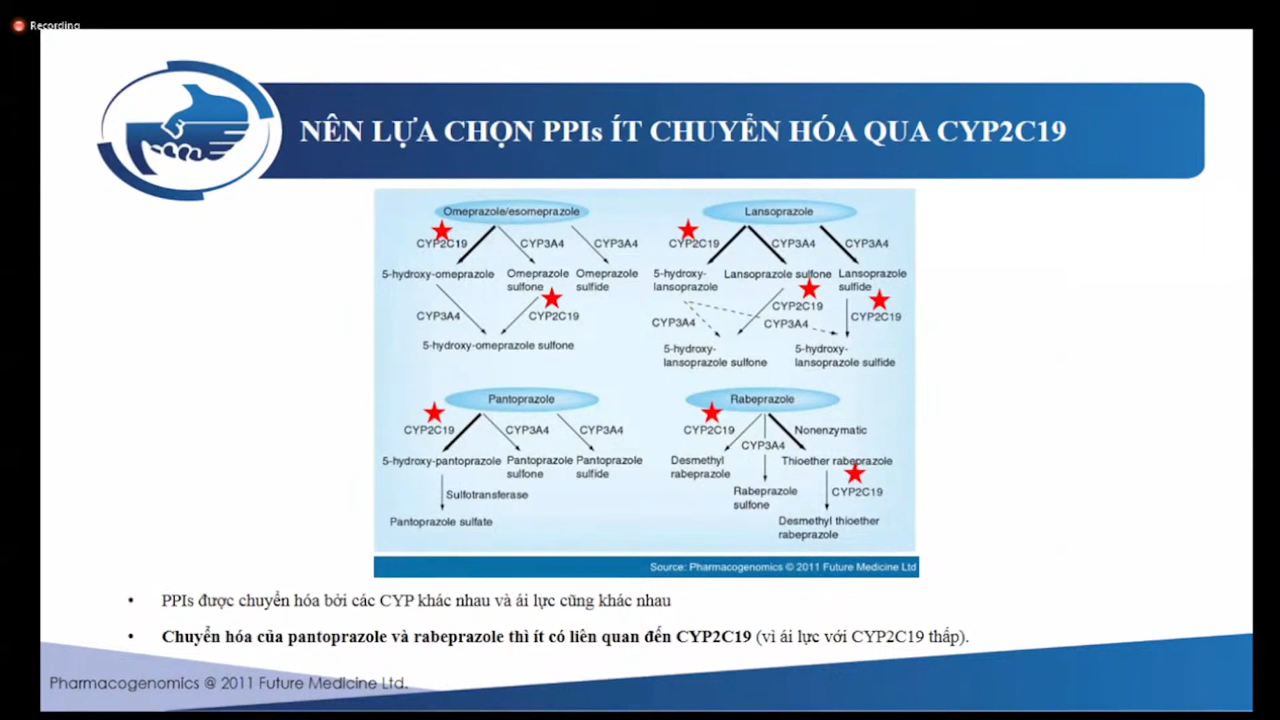 Recording
NÊN LỰA CHỌN PPIs ÍT CHUYỂN HÓA QUA CYP2C19
Omeprazole/esomeprazole
CYP2C19 CYP3A4 CYP3A4
5-hydroxy-omeprazole Omeprazole sulfone Omeprazole sulfide
CYP3A4 CYP2C19
5-hydroxy-omeprazole sulfone
Lansoprazole
CYP2C19 CYP3A4 CYP3A4
5-hydroxy-lansoprazole Lansoprazole sulfone Lansoprazole sulfide
CYP2C19 CYP2C19
CYP3A4 CYP3A4
5-hydroxy-lansoprazole sulfone 5-hydroxy-lansoprazole sulfide
Pantoprazole
CYP2C19 CYP3A4 CYP3A4
5-hydroxy-pantoprazole Pantoprazole sulfone Pantoprazole sulfide
Sulfotransferase
Pantoprazole sulfate
Rabeprazole
CYP2C19 CYP3A4 Nonenzymatic
Desmethyl rabeprazole Thioether rabeprazole
Rabeprazole sulfone CYP2C19
Desmethyl thioether rabeprazole
Source: Pharmacogenomics © 2011 Future Medicine Ltd
• PPIs được chuyển hóa bởi các CYP khác nhau và ái lực cũng khác nhau
• Chuyển hóa của pantoprazole và rabeprazole thì ít có liên quan đến CYP2C19 (vì ái lực với CYP2C19 thấp).
Pharmacogenomics @ 2011 Future Medicine Ltd.